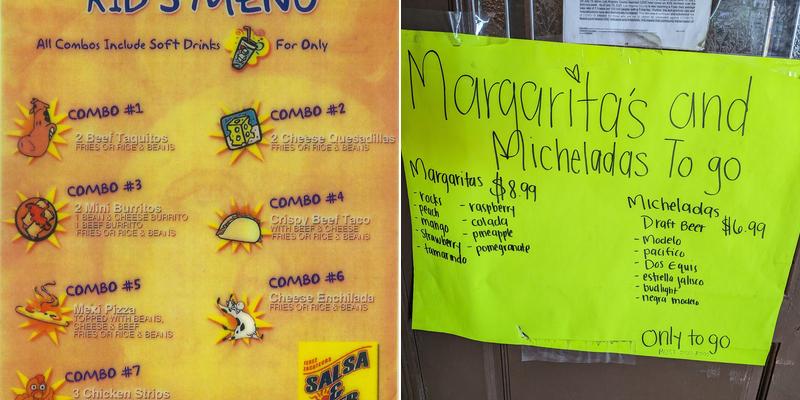 KID'S MENU
All Combos Include Soft Drinks For Only
COMBO #1
2 Beef Taquitos
FRIES OR RICE & BEANS
COMBO #2
2 Cheese Quesadillas
FRIES OR RICE & BEANS
COMBO #3
2 Mini Burritos
1 BEAN & CHEESE BURRITO
1 BEEF BURRITO
FRIES OR RICE & BEANS
COMBO #4
Crispy Beef Taco
WITH BEEF & CHEESE
FRIES OR RICE & BEANS
COMBO #5
Mexi Pizza
TOPPED WITH BEANS,
CHEESE & BEEF
FRIES OR RICE & BEANS
COMBO #6
Cheese Enchilada
FRIES OR RICE & BEANS
COMBO #7
3 Chicken Strips
SALSA
&
Margarita's and
Micheladas To go
Margaritas $8.99
- rocks
- peach
- mango
- strawberry
- tamarindo
- raspberry
- colada
- pineapple
- pomegranate
Micheladas
Draft Beer $6.99
- Modelo
- pacifico
- Dos Equis
- estrella jalisco
- budlight
- negra modelo
Only to go